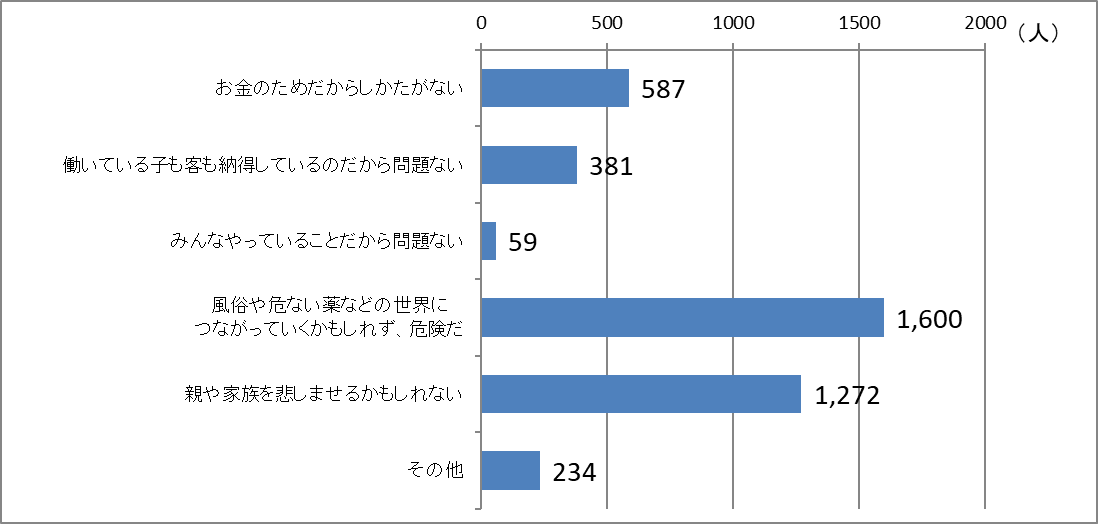 0 500 1000 1500 2000 （人）
お金のためだからしかたがない 587
働いている子も客も納得しているのだから問題ない 381
みんなやっていることだから問題ない 59
風俗や危ない薬などの世界に
つながっていくかもしれず、危険だ 1,600
親や家族を悲しませるかもしれない 1,272
その他 234